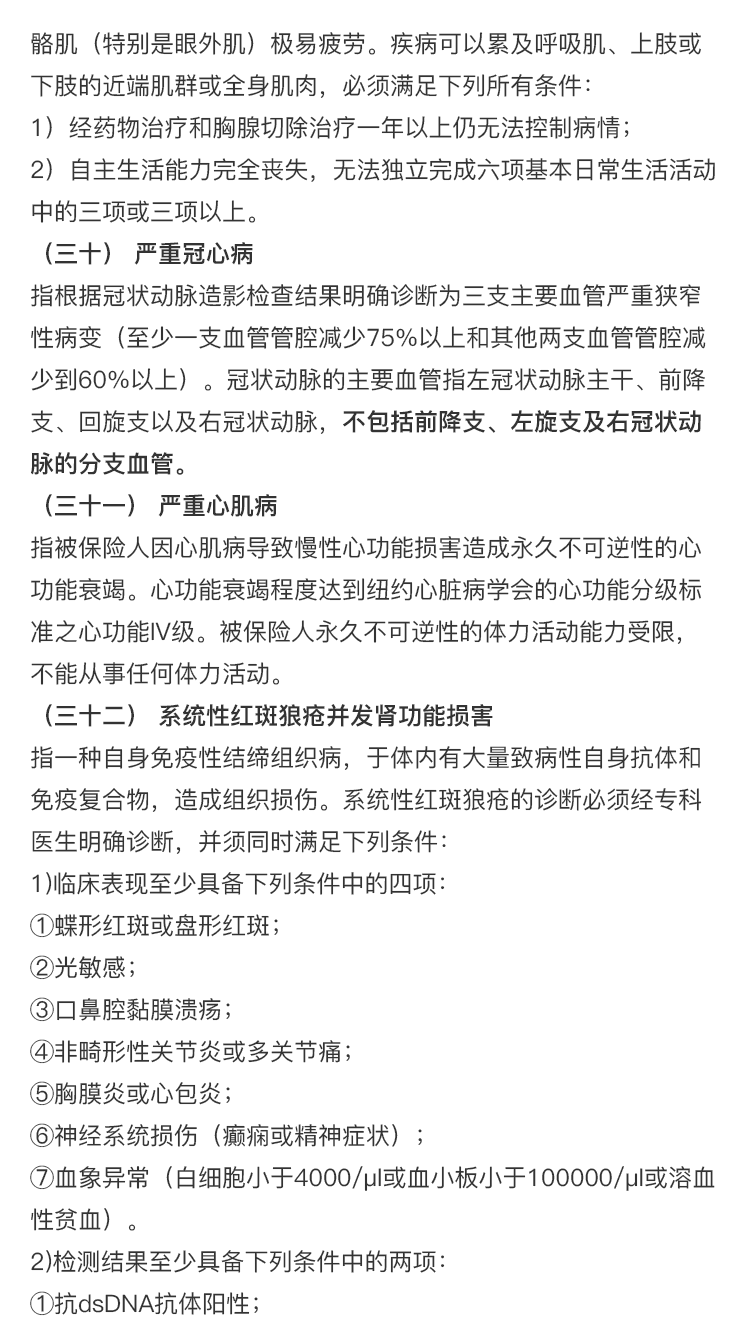 骼肌（特别是眼外肌）极易疲劳。疾病可以累及呼吸肌、上肢或
下肢的近端肌群或全身肌肉，必须满足下列所有条件：
1）经药物治疗和胸腺切除治疗一年以上仍无法控制病情；
2）自主生活能力完全丧失，无法独立完成六项基本日常生活活动
中的三项或三项以上。
（三十） 严重冠心病
指根据冠状动脉造影检查结果明确诊断为三支主要血管严重狭窄
性病变（至少一支血管管腔减少75%以上和其他两支血管管腔减
少到60%以上）。冠状动脉的主要血管指左冠状动脉主干、前降
支、回旋支以及右冠状动脉，不包括前降支、左旋支及右冠状动
脉的分支血管。
（三十一） 严重心肌病
指被保险人因心肌病导致慢性心功能损害造成永久不可逆性的心
功能衰竭。心功能衰竭程度达到纽约心脏病学会的心功能分级标
准之心功能IV级。被保险人永久不可逆性的体力活动能力受限，
不能从事任何体力活动。
（三十二） 系统性红斑狼疮并发肾功能损害
指一种自身免疫性结缔组织病，于体内有大量致病性自身抗体和
免疫复合物，造成组织损伤。系统性红斑狼疮的诊断必须经专科
医生明确诊断，并须同时满足下列条件：
1)临床表现至少具备下列条件中的四项：
①蝶形红斑或盘形红斑；
②光敏感；
③口鼻腔黏膜溃疡；
④非畸形性关节炎或多关节痛；
⑤胸膜炎或心包炎；
⑥神经系统损伤（癫痫或精神症状）；
⑦血象异常（白细胞小于4000/μl或血小板小于100000/μl或溶血
性贫血）。
2)检测结果至少具备下列条件中的两项：
①抗dsDNA抗体阳性；